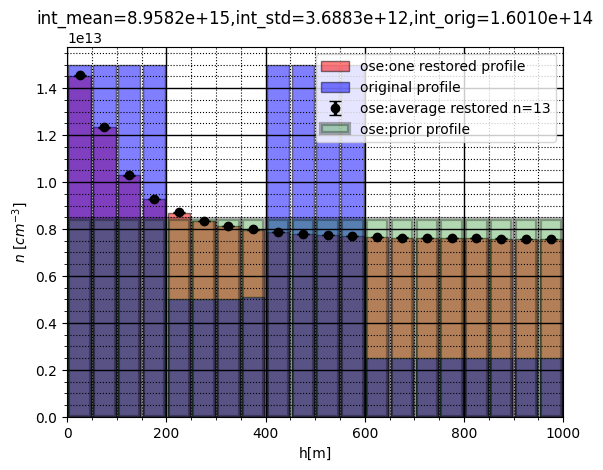 int_mean=8.9582e+15,int_std=3.6883e+12,int_orig=1.6010e+14
1e13
ose:one restored profile
original profile
ose:average restored n=13
ose:prior profile
1.4
1.2
1.0
0.8
0.6
0.4
0.2
0.0
n [cm⁻³]
0 200 400 600 800 1000
h[m]